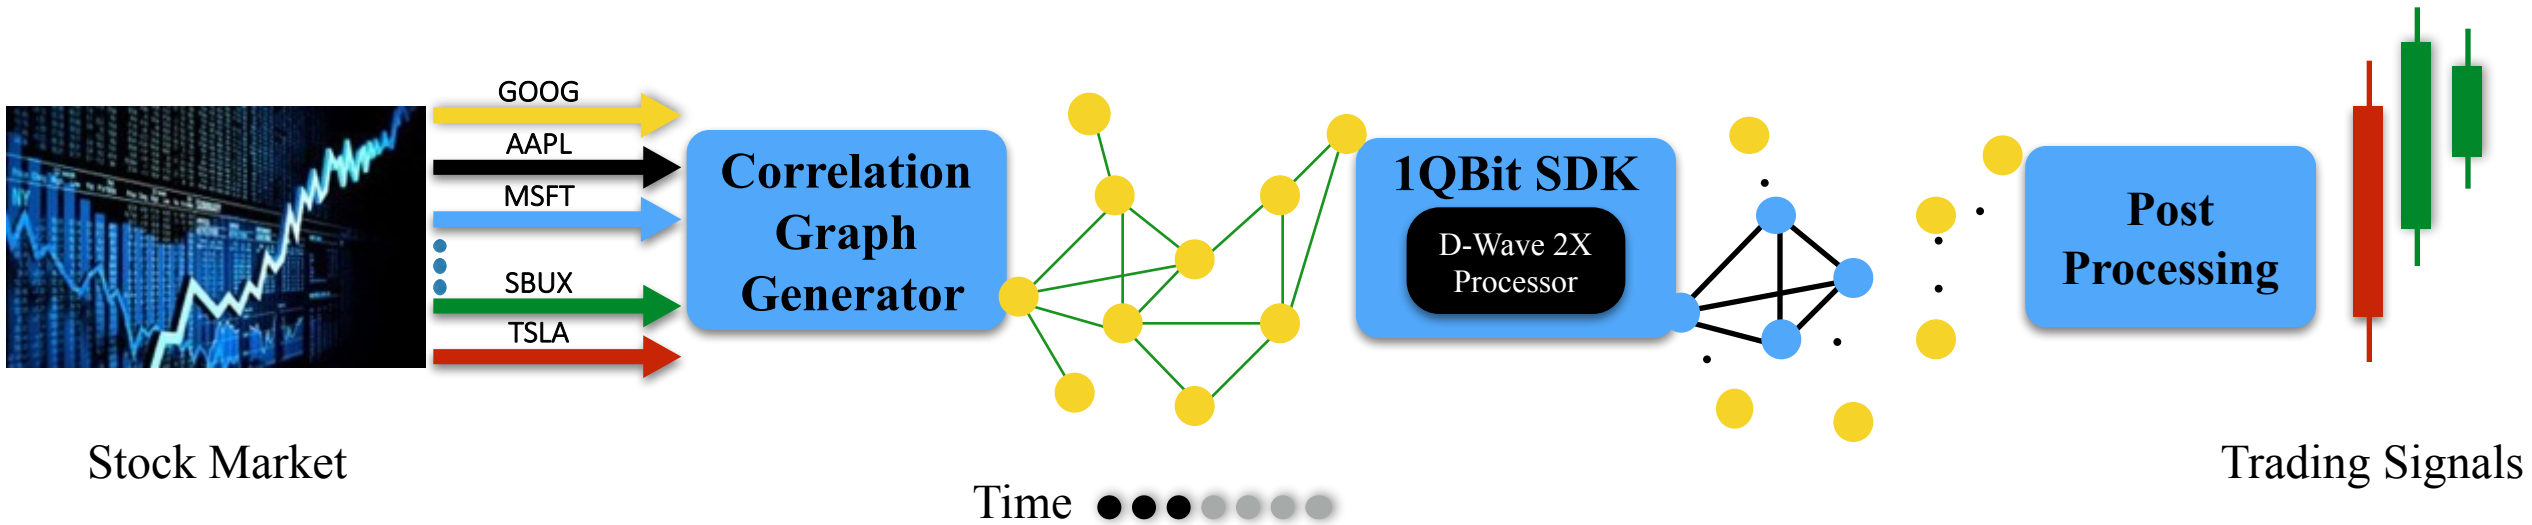 GOOG
AAPL
MSFT
SBUX
TSLA
NY
Correlation
Graph
Generator
1QBit SDK
D-Wave 2X
Processor
Post
Processing
Stock Market
Time
Trading Signals